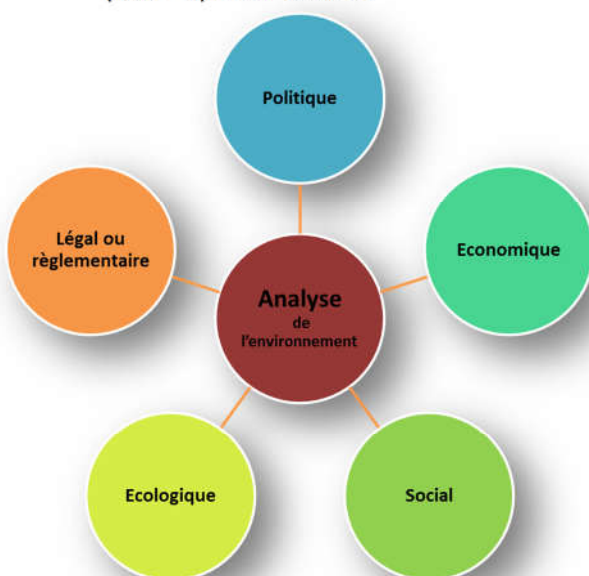 Politique
Légal ou
règlementaire
Economique
Analyse
de
l'environnement
Ecologique
Social